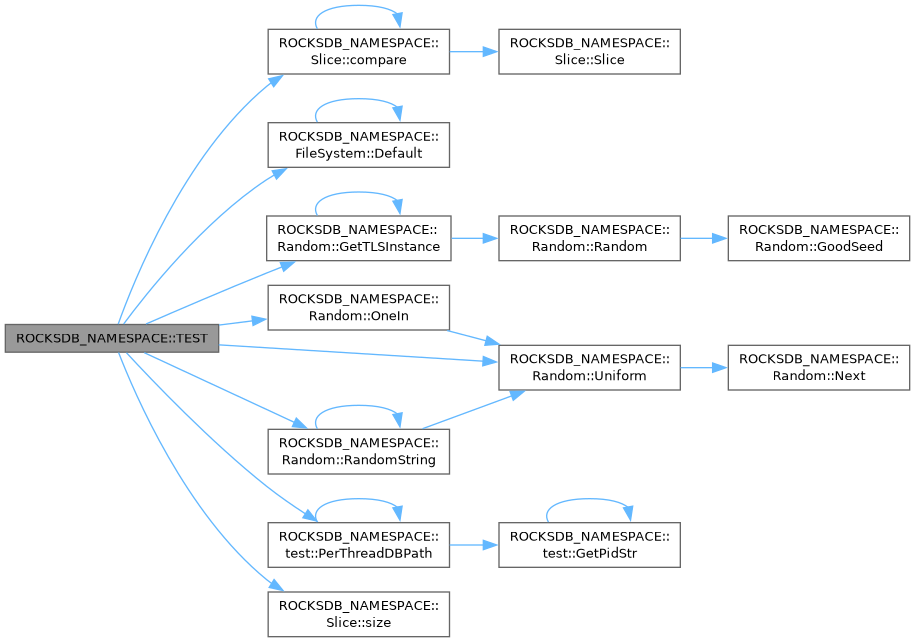 ROCKSDB_NAMESPACE::
Slice::compare
ROCKSDB_NAMESPACE::
Slice::Slice
ROCKSDB_NAMESPACE::
FileSystem::Default
ROCKSDB_NAMESPACE::
Random::GetTLSInstance
ROCKSDB_NAMESPACE::
Random::Random
ROCKSDB_NAMESPACE::
Random::GoodSeed
ROCKSDB_NAMESPACE::
Random::OneIn
ROCKSDB_NAMESPACE::TEST
ROCKSDB_NAMESPACE::
Random::Uniform
ROCKSDB_NAMESPACE::
Random::Next
ROCKSDB_NAMESPACE::
Random::RandomString
ROCKSDB_NAMESPACE::
test::PerThreadDBPath
ROCKSDB_NAMESPACE::
test::GetPidStr
ROCKSDB_NAMESPACE::
Slice::size